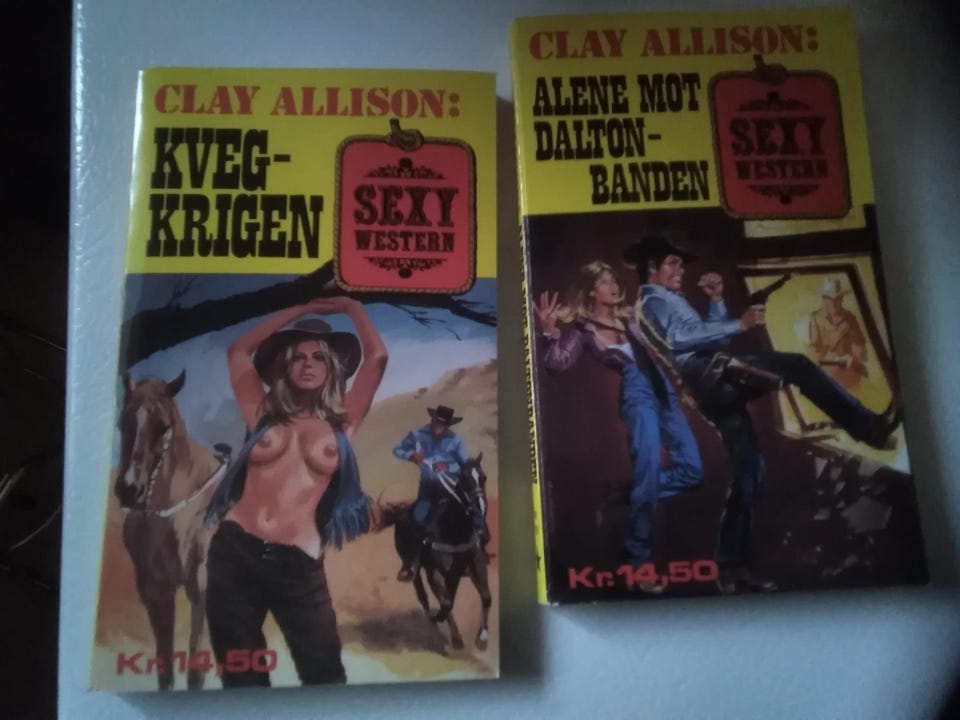 CLAY ALLISON:
KVEG-
KRIGEN
SEXY
WESTERN
Kr. 14,50
CLAY ALLISON:
ALENE MOT
DALTON-
BANDEN
SEXY
WESTERN
Kr. 14,50